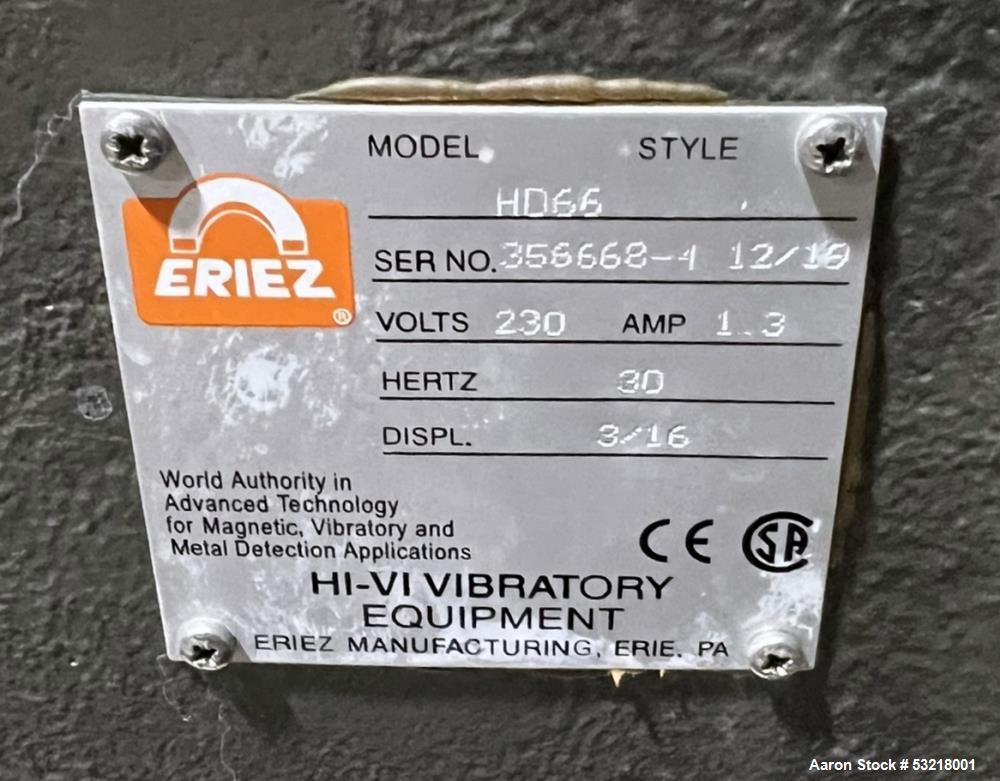 MODEL STYLE
HD66
ERIEZ
®
SER NO. 358668-4 12/10
VOLTS 230 AMP 1.3
HERTZ 30
DISPL. 3/16
World Authority in
Advanced Technology
for Magnetic, Vibratory and
Metal Detection Applications
CE SA
HI-VI VIBRATORY
EQUIPMENT
ERIEZ MANUFACTURING, ERIE, PA
Aaron Stock # 53218001